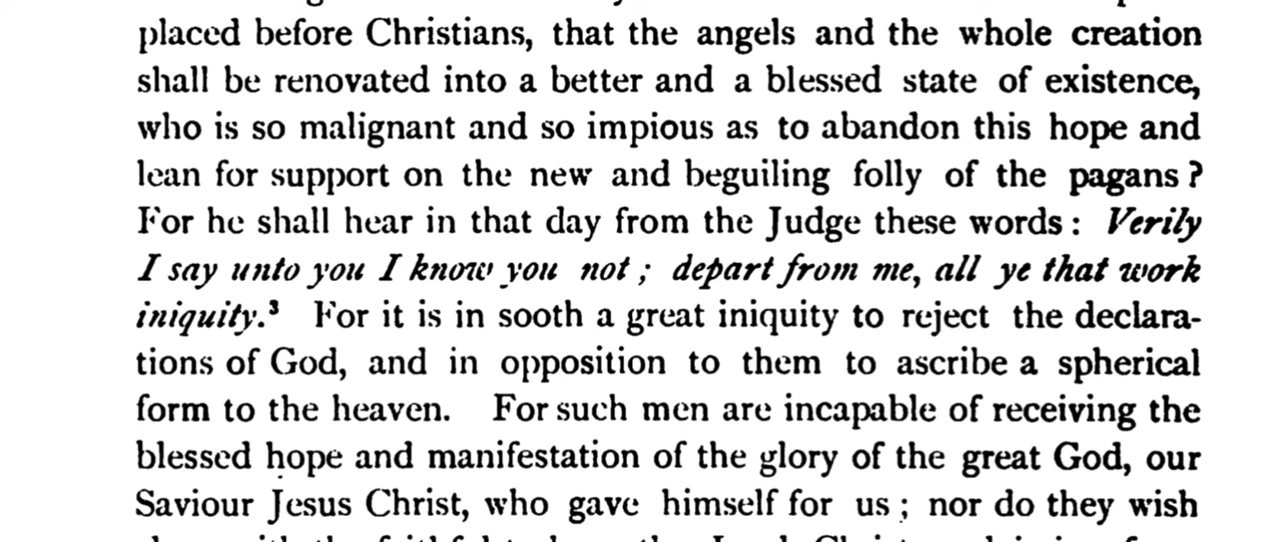 placed before Christians, that the angels and the whole creation
shall be renovated into a better and a blessed state of existence,
who is so malignant and so impious as to abandon this hope and
lean for support on the new and beguiling folly of the pagans?
For he shall hear in that day from the Judge these words: Verily
I say unto you I know you not; depart from me, all ye that work
iniquity.³ For it is in sooth a great iniquity to reject the declara-
tions of God, and in opposition to them to ascribe a spherical
form to the heaven. For such men are incapable of receiving the
blessed hope and manifestation of the glory of the great God, our
Saviour Jesus Christ, who gave himself for us; nor do they wish